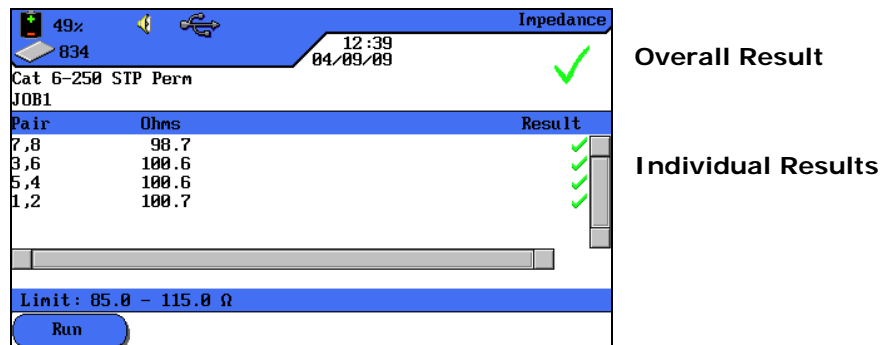 49% Impedance
834 12:39
04/09/09
Overall Result
Cat 6-250 STP Perm
JOB1
Pair Ohms Result
7,8 98.7
3,6 100.6
5,4 100.6
1,2 100.7
Individual Results
Limit: 85.0 - 115.0 Ω
Run